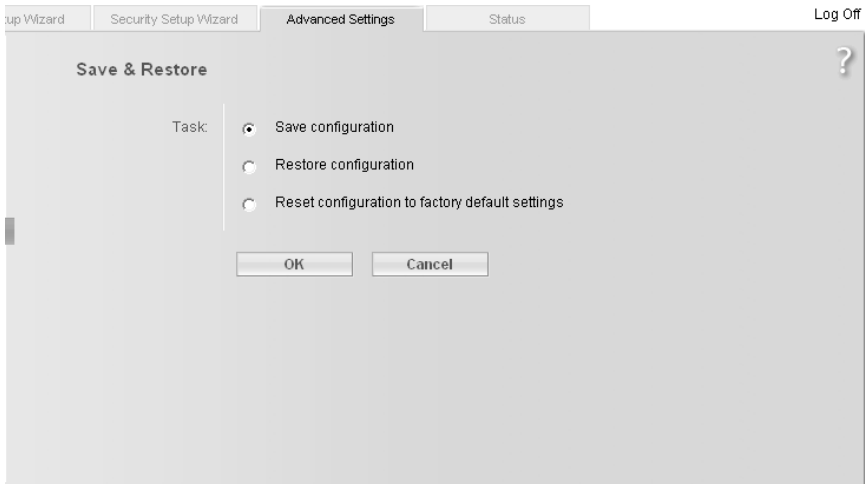 up Wizard Security Setup Wizard Advanced Settings Status Log Off
?
Save & Restore
Task: Save configuration
Restore configuration
Reset configuration to factory default settings
OK Cancel